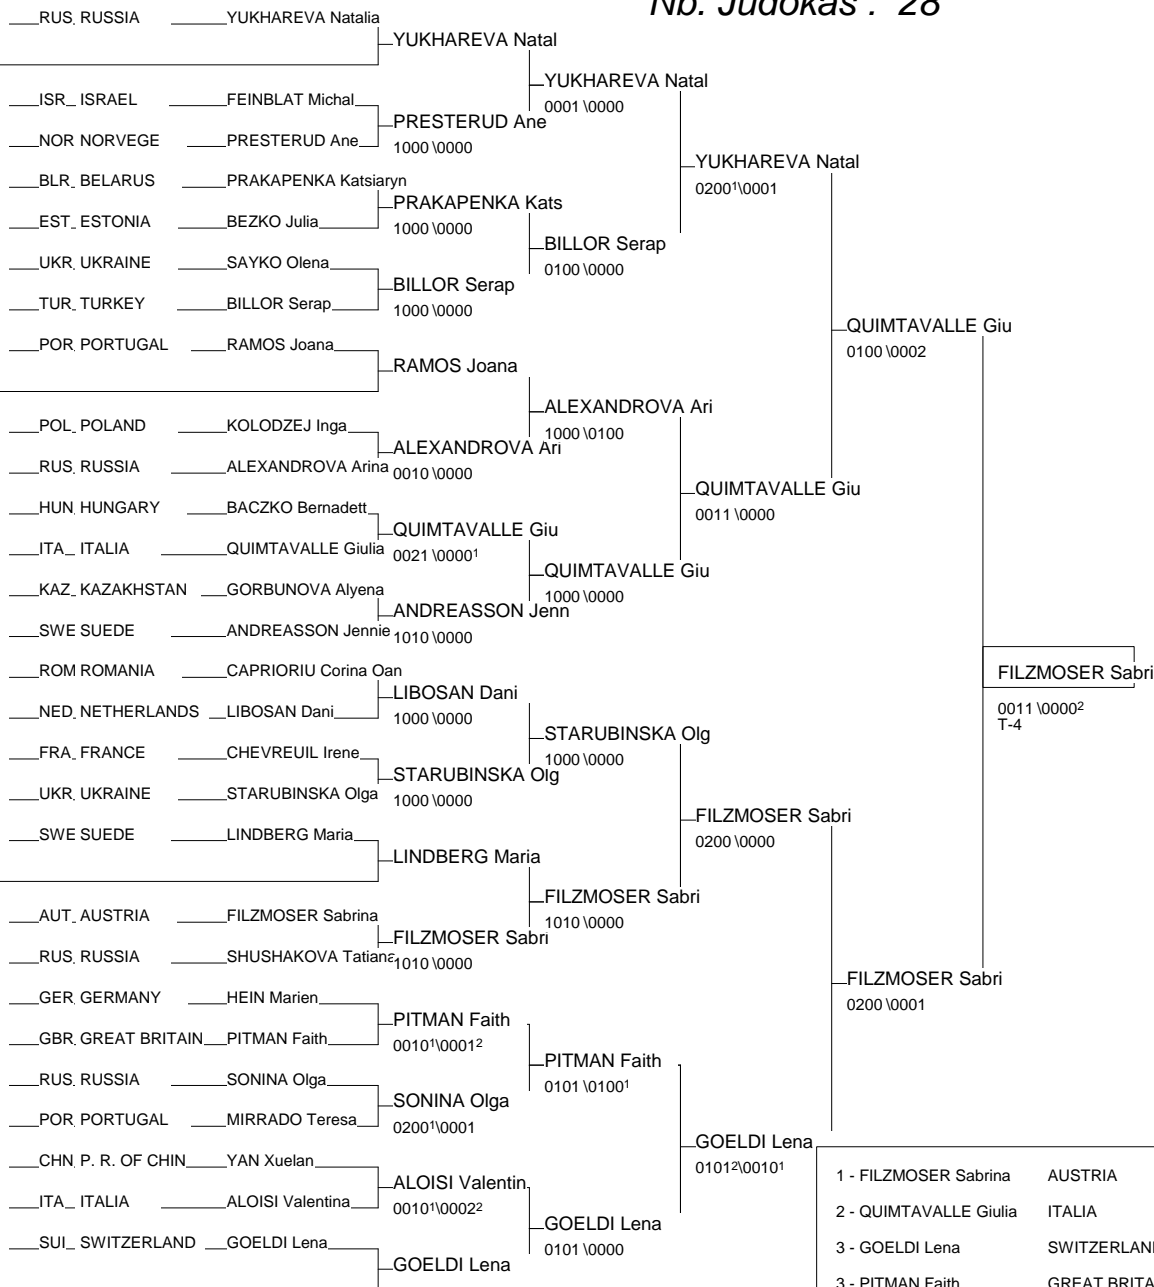 Nb. Judokas : 28
RUS RUSSIA YUKHAREVA Natalia
YUKHAREVA Natal
YUKHAREVA Natal
0001 \0000
ISR ISRAEL FEINBLAT Michal
PRESTERUD Ane
1000 \0000
NOR NORVEGE PRESTERUD Ane
YUKHAREVA Natal
0200¹\0001
BLR BELARUS PRAKAPENKA Katsiaryn
PRAKAPENKA Kats
1000 \0000
EST ESTONIA BEZKO Julia
BILLOR Serap
0100 \0000
UKR UKRAINE SAYKO Olena
BILLOR Serap
1000 \0000
TUR TURKEY BILLOR Serap
QUIMTAVALLE Giu
0100 \0002
POR PORTUGAL RAMOS Joana
RAMOS Joana
ALEXANDROVA Ari
1000 \0100
POL POLAND KOLODZEJ Inga
ALEXANDROVA Ari
0010 \0000
RUS RUSSIA ALEXANDROVA Arina
QUIMTAVALLE Giu
0011 \0000
HUN HUNGARY BACZKO Bernadett
QUIMTAVALLE Giu
0021 \0000¹
ITA ITALIA QUIMTAVALLE Giulia
QUIMTAVALLE Giu
1000 \0000
KAZ KAZAKHSTAN GORBUNOVA Alyena
ANDREASSON Jenn
1010 \0000
SWE SUEDE ANDREASSON Jennie
FILZMOSER Sabri
0011 \0000²
T-4
ROM ROMANIA CAPRIORIU Corina Oan
LIBOSAN Dani
1000 \0000
NED NETHERLANDS LIBOSAN Dani
STARUBINSKA Olg
1000 \0000
FRA FRANCE CHEVREUIL Irene
STARUBINSKA Olg
1000 \0000
UKR UKRAINE STARUBINSKA Olga
FILZMOSER Sabri
0200 \0000
SWE SUEDE LINDBERG Maria
LINDBERG Maria
FILZMOSER Sabri
1010 \0000
AUT AUSTRIA FILZMOSER Sabrina
FILZMOSER Sabri
1010 \0000
RUS RUSSIA SHUSHAKOVA Tatiana
FILZMOSER Sabri
0200 \0001
GER GERMANY HEIN Marien
PITMAN Faith
0010¹\0001²
GBR GREAT BRITAIN PITMAN Faith
PITMAN Faith
0101 \0100¹
RUS RUSSIA SONINA Olga
SONINA Olga
0200¹\0001
POR PORTUGAL MIRRADO Teresa
GOELDI Lena
0101²\0010¹
CHN P. R. OF CHIN YAN Xuelan
ALOISI Valentin
0010¹\0002²
ITA ITALIA ALOISI Valentina
GOELDI Lena
0101 \0000
SUI SWITZERLAND GOELDI Lena
GOELDI Lena
1 - FILZMOSER Sabrina AUSTRIA
2 - QUIMTAVALLE Giulia ITALIA
3 - GOELDI Lena SWITZERLAN
3 - PITMAN Faith GREAT BRITA